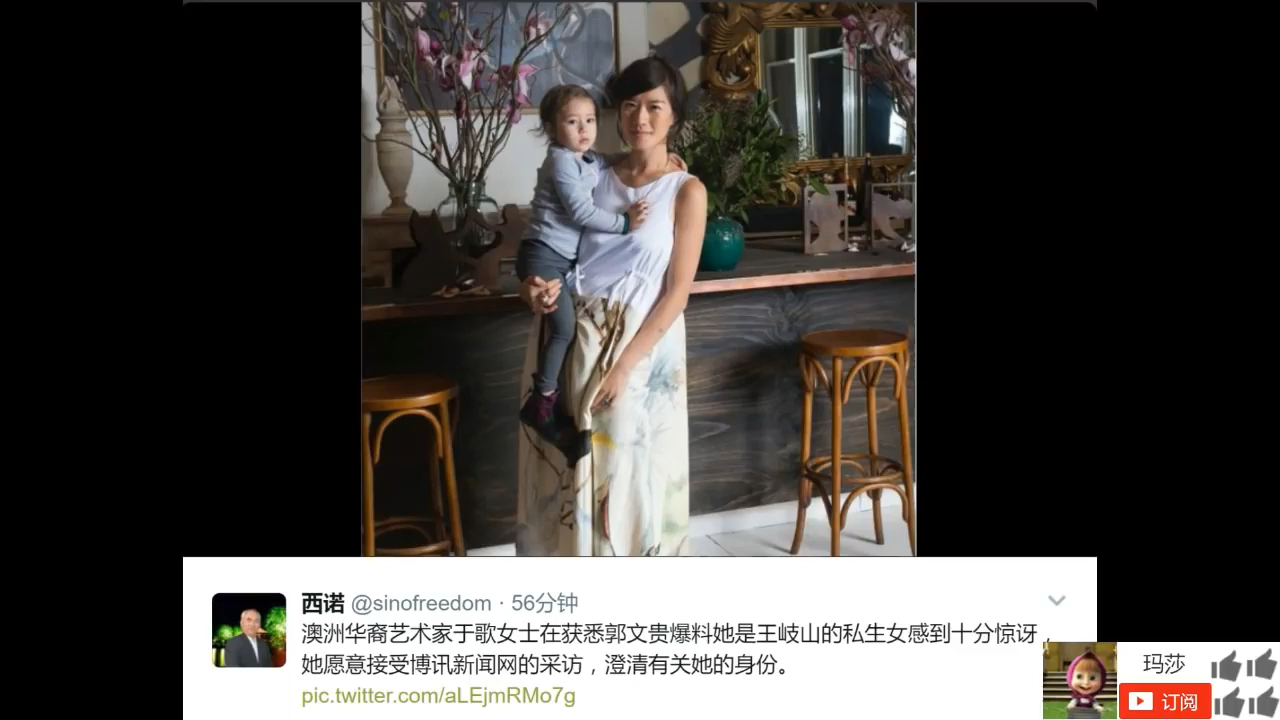 西诺 @sinofreedom · 56分钟
澳洲华裔艺术家于歌女士在获悉郭文贵爆料她是王岐山的私生女感到十分惊讶，
她愿意接受博讯新闻网的采访，澄清有关她的身份。
pic.twitter.com/aLEjmRMo7g
玛莎
订阅